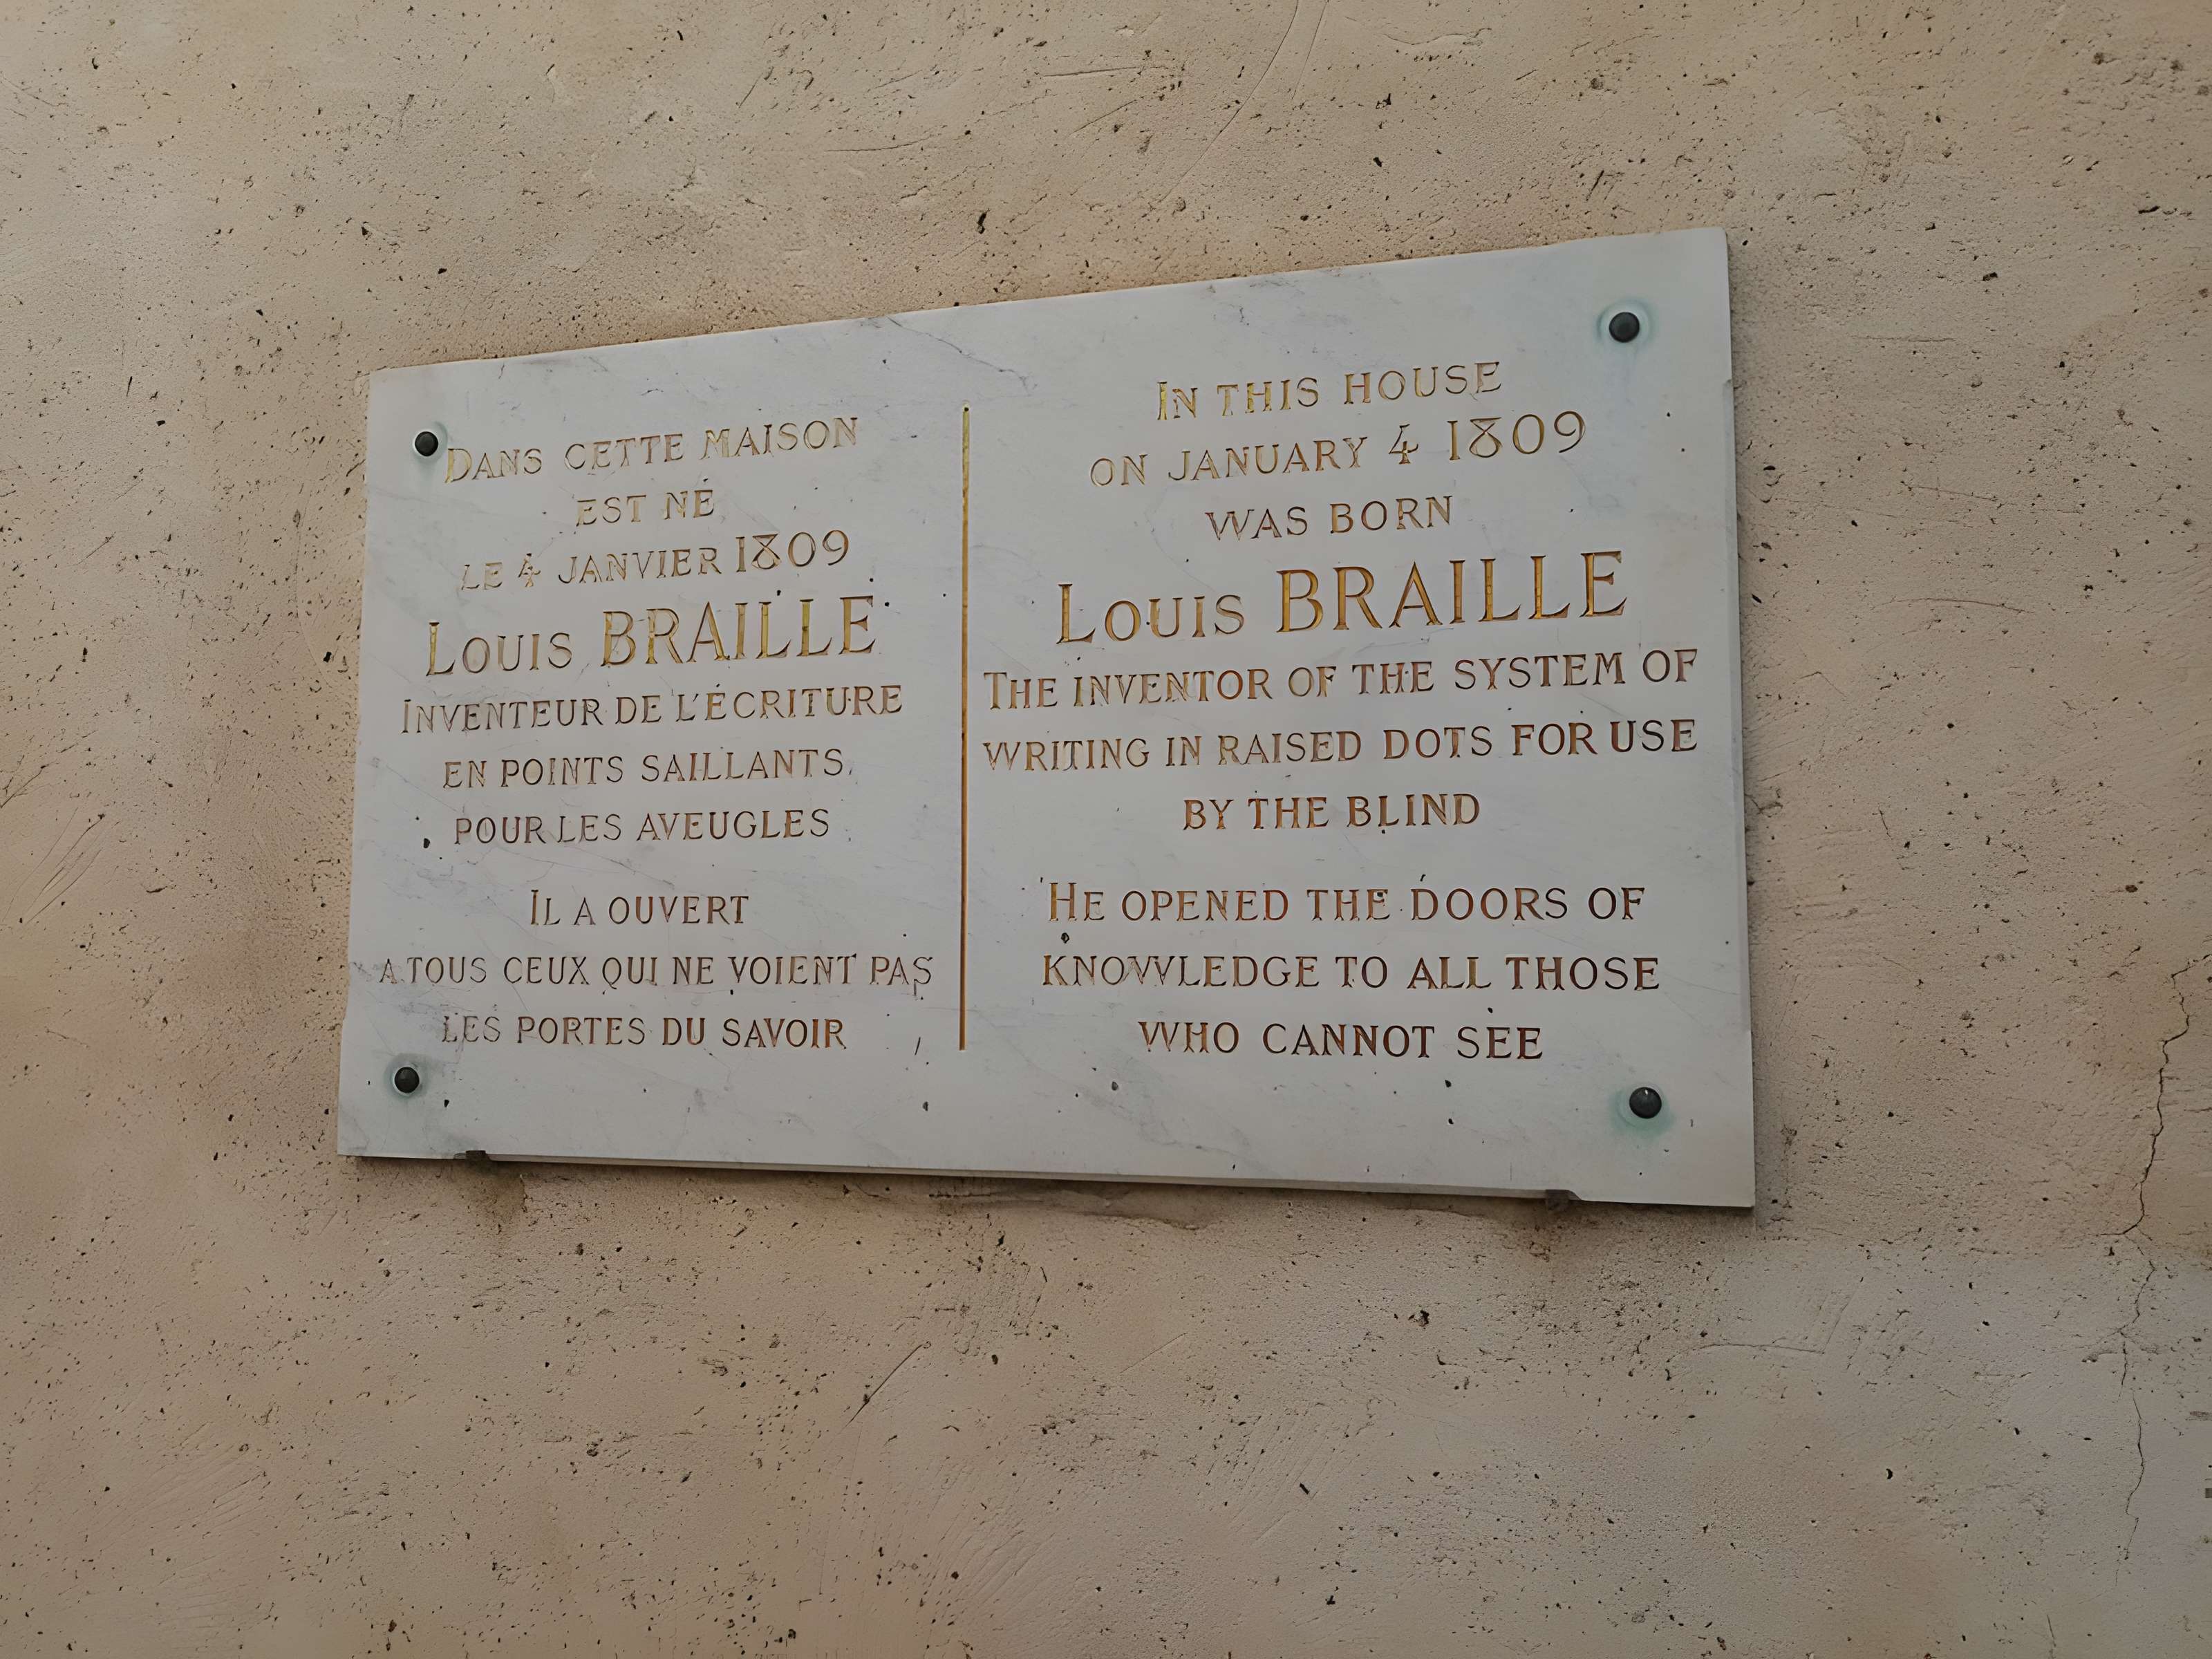 DANS CETTE MAISON
EST NÉ
LE 4 JANVIER 1809
LOUIS BRAILLE
INVENTEUR DE L'ÉCRITURE
EN POINTS SAILLANTS
POUR LES AVEUGLES
IL A OUVERT
A TOUS CEUX QUI NE VOIENT PAS
LES PORTES DU SAVOIR
IN THIS HOUSE
ON JANUARY 4 1809
WAS BORN
LOUIS BRAILLE
THE INVENTOR OF THE SYSTEM OF
WRITING IN RAISED DOTS FOR USE
BY THE BLIND
HE OPENED THE DOORS OF
KNOWLEDGE TO ALL THOSE
WHO CANNOT SEE